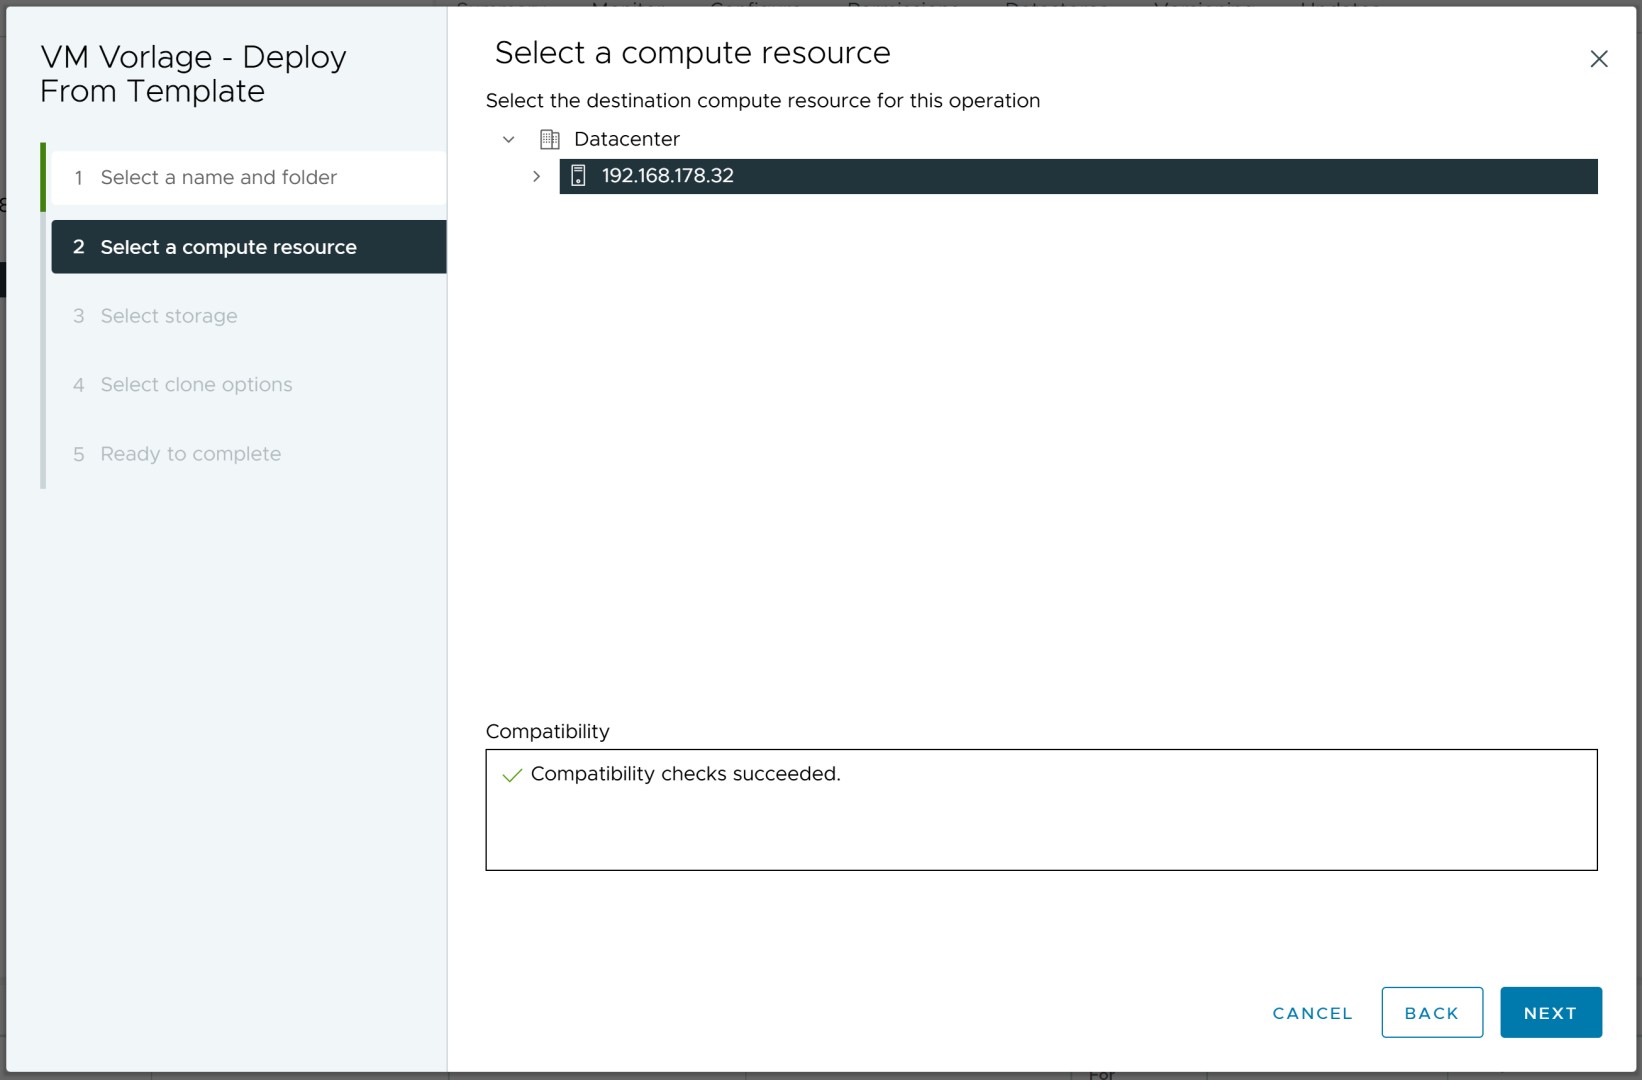 VM Vorlage - Deploy
From Template
1 Select a name and folder
2 Select a compute resource
3 Select storage
4 Select clone options
5 Ready to complete
Select a compute resource
Select the destination compute resource for this operation
Datacenter
192.168.178.32
Compatibility
Compatibility checks succeeded.
CANCEL BACK NEXT